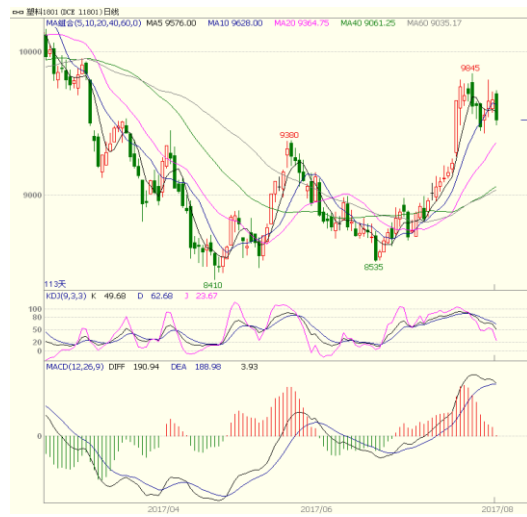 塑料1801 (DCE 11801)日线
MA组合(5,10,20,40,60,0) MA5 9576.00 MA10 9628.00 MA20 9364.75 MA40 9061.25 MA60 9035.17
10000
9845
9380
9000
8535
8410
113天
KDJ(9,3,3) K 49.68 D 62.68 J 23.67
100
80
50
20
0
MACD(12,26,9) DIFF 190.94 DEA 188.98 3.93
0
2017/04 2017/06 2017/08